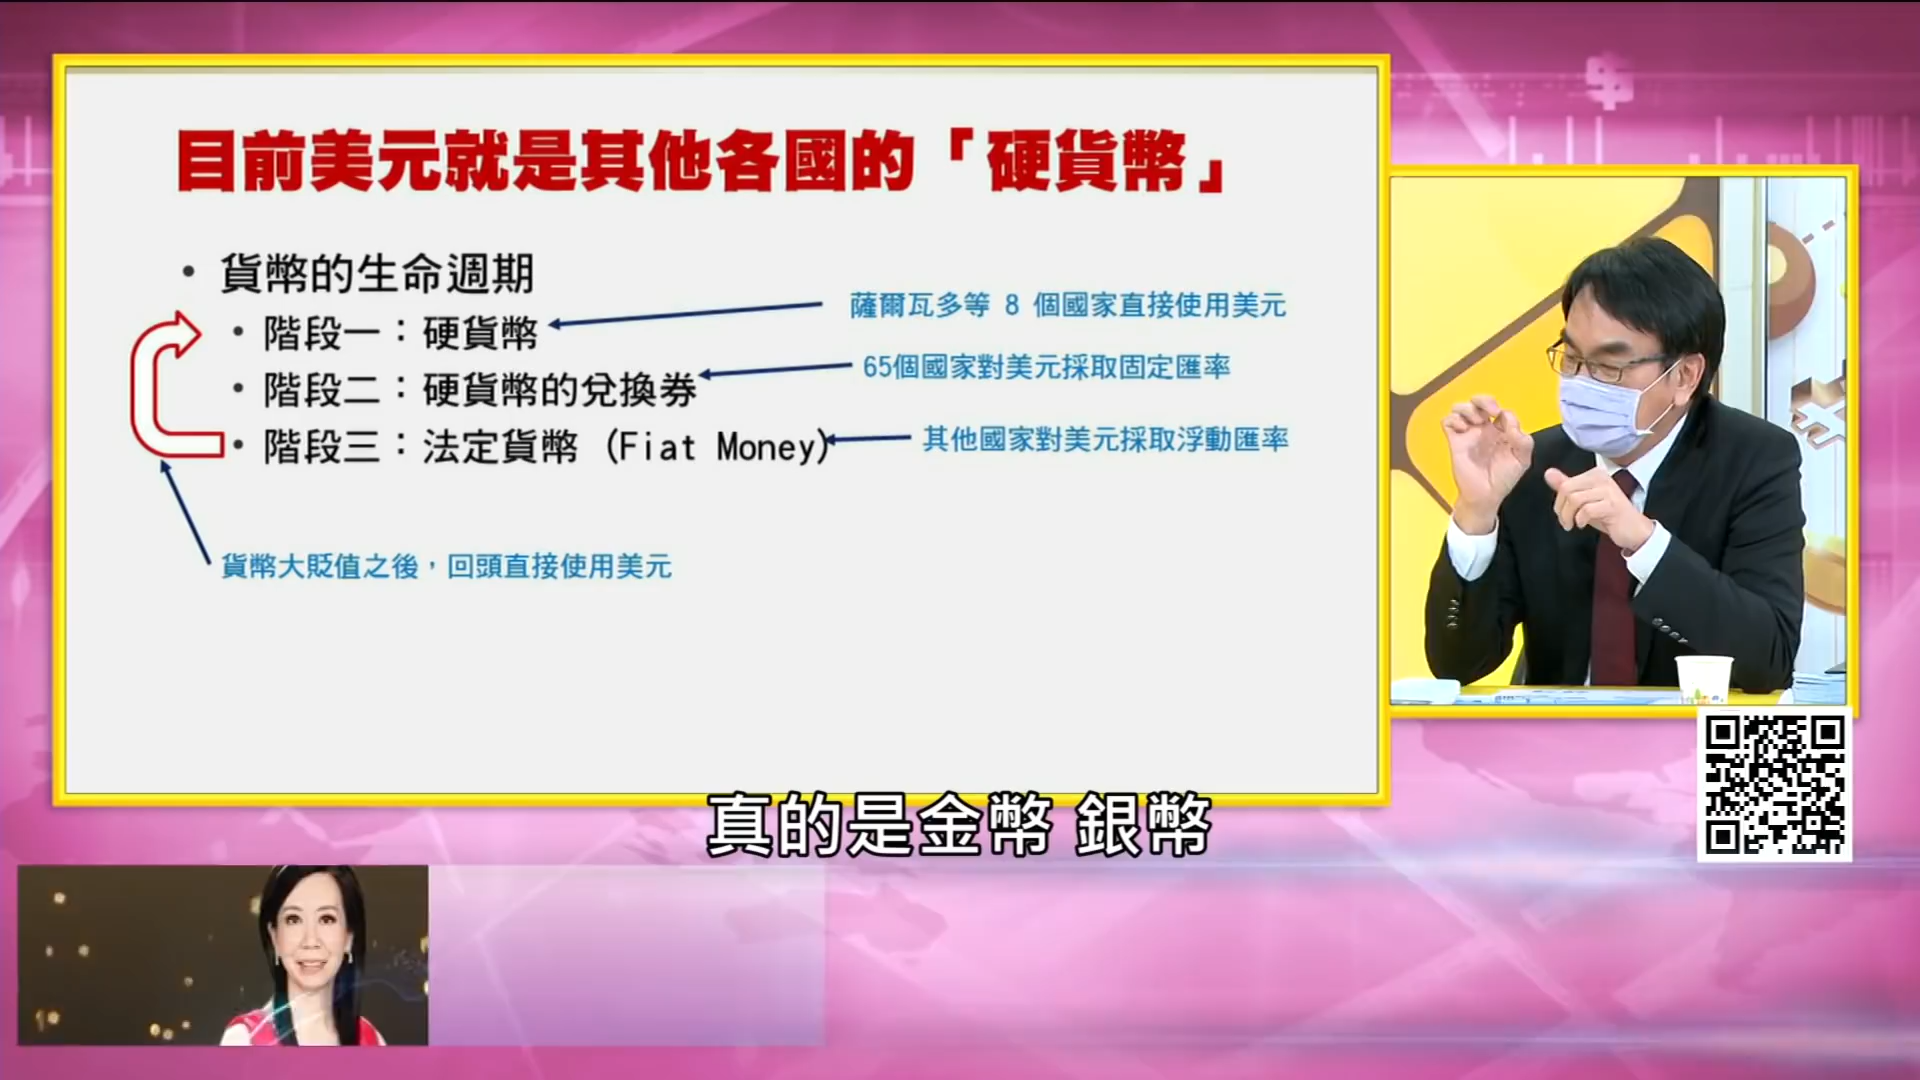 目前美元就是其他各國的「硬貨幣」
• 貨幣的生命週期
• 階段一：硬貨幣
薩爾瓦多等 8 個國家直接使用美元
• 階段二：硬貨幣的兌換券
65個國家對美元採取固定匯率
• 階段三：法定貨幣 (Fiat Money)
其他國家對美元採取浮動匯率
貨幣大貶值之後，回頭直接使用美元
真的是金幣 銀幣